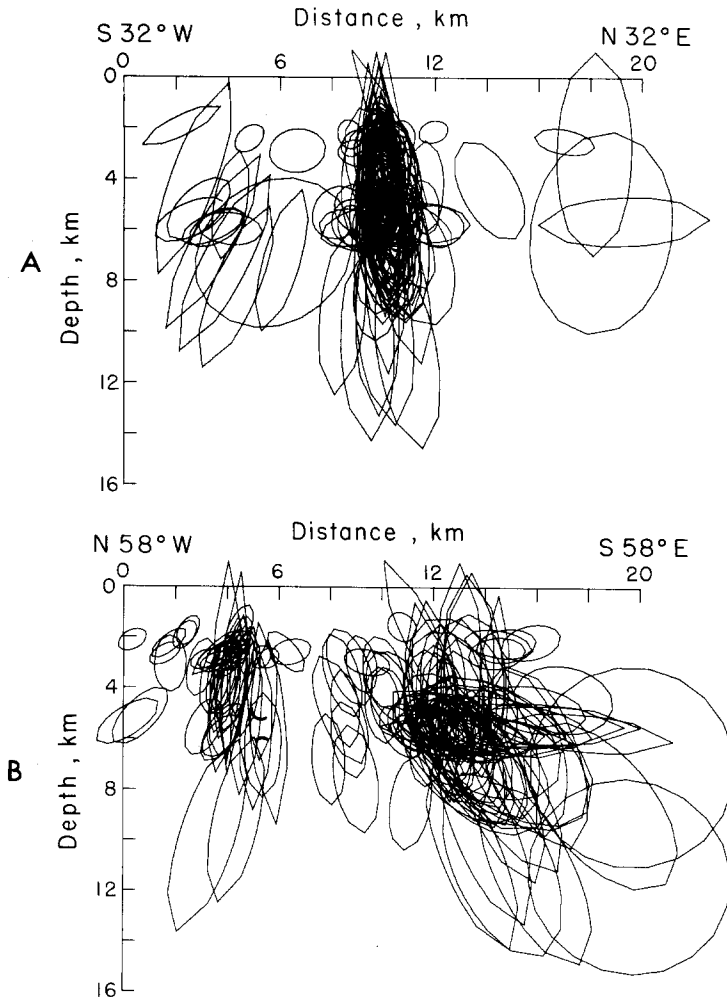 Distance , km
S 32° W
N 32° E
0
6
12
20
0
4
8
12
16
Depth , km
A
Distance , km
N 58° W
S 58° E
0
6
12
20
0
4
8
12
16
Depth , km
B